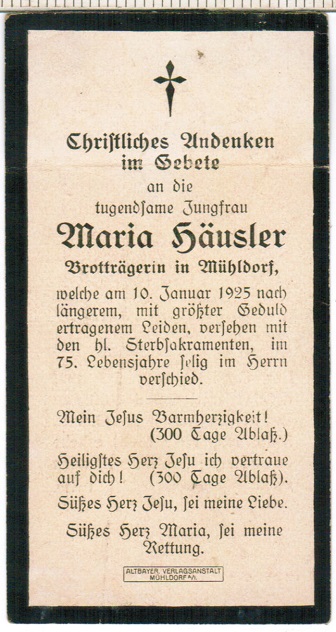 Christliches Andenken
im Gebete
an die
tugendsame Jungfrau
Maria Häusler
Brotträgerin in Mühldorf,
welche am 10. Januar 1925 nach
längerem, mit größter Geduld
ertragenem Leiden, versehen mit
den hl. Sterbsakramenten, im
75. Lebensjahre selig im Herrn
verschied.
Mein Jesus Barmherzigkeit!
(300 Tage Ablaß.)
Heiligstes Herz Jesu ich vertraue
auf dich! (300 Tage Ablaß).
Süßes Herz Jesu, sei meine Liebe.
Süßes Herz Maria, sei meine
Rettung.
ALTBAYER. VERLAGSANSTALT
MÜHLDORF a/I.